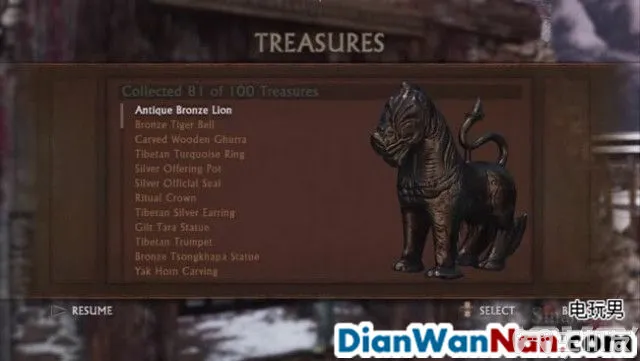 TREASURES
Collected 81 of 100 Treasures
Antique Bronze Lion
Bronze Tiger Bell
Carved Wooden Ghurra
Tibetan Turquoise Ring
Silver Offering Pot
Silver Official Seal
Ritual Crown
Tibetan Silver Earring
Gilt Tara Statue
Tibetan Trumpet
Bronze Tsongkhapa Statue
Yak Horn Carving
RESUME
SELECT
电玩男
DianWanNan.com